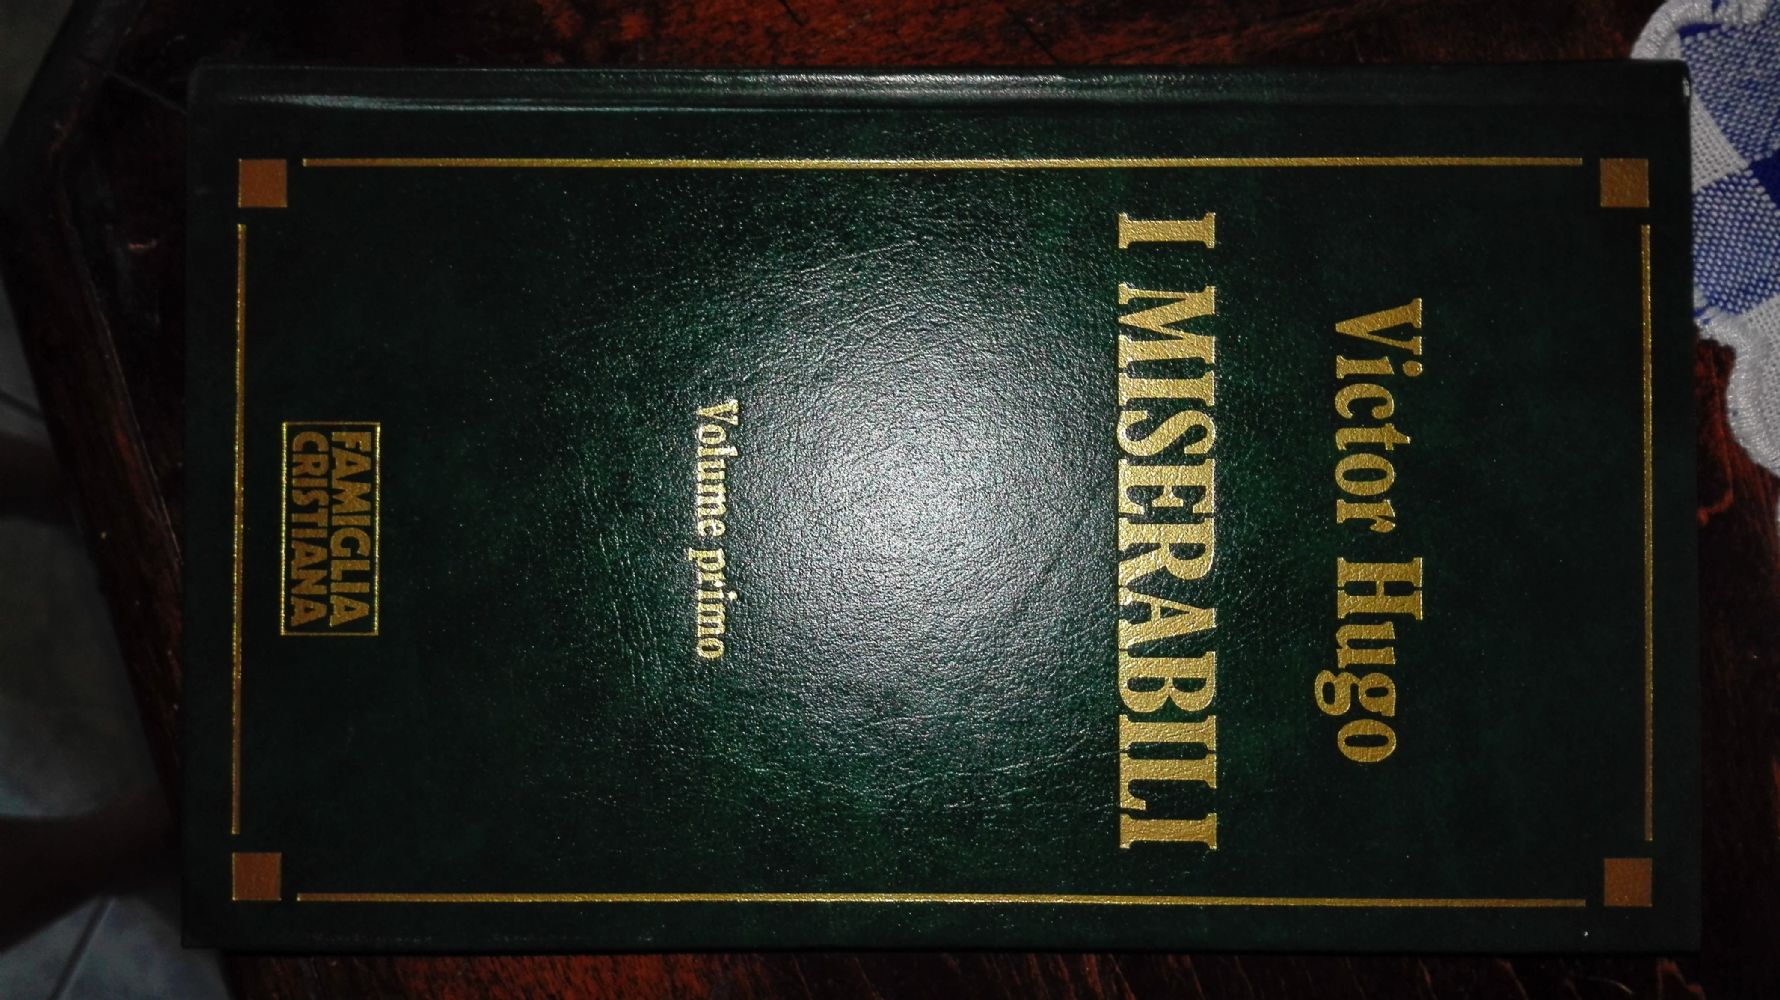 Victor Hugo
I MISERABILI
Volume primo
FAMIGLIA
CRISTIANA